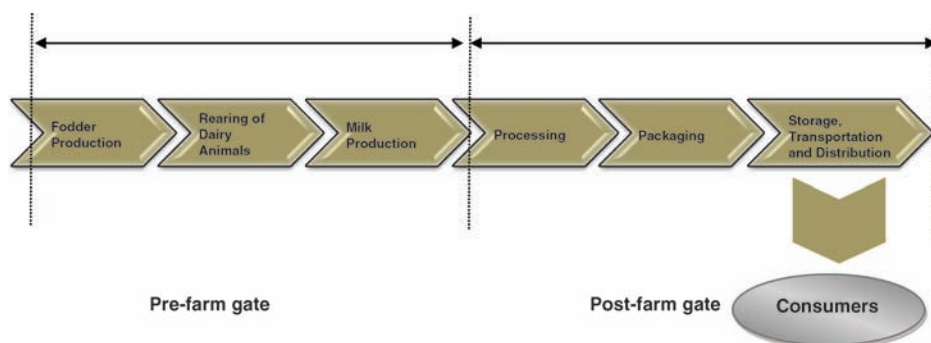 Fodder
Production
Rearing of
Dairy
Animals
Milk
Production
Processing
Packaging
Storage,
Transportation
and Distribution
Pre-farm gate
Post-farm gate
Consumers